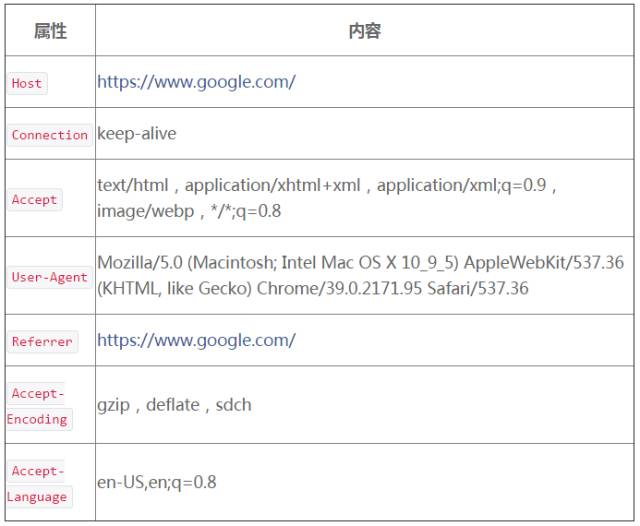 属性 内容
Host https://www.google.com/
Connection keep-alive
Accept text/html，application/xhtml+xml，application/xml;q=0.9，
image/webp，*/*;q=0.8
User-Agent Mozilla/5.0 (Macintosh; Intel Mac OS X 10_9_5) AppleWebKit/537.36
(KHTML, like Gecko) Chrome/39.0.2171.95 Safari/537.36
Referrer https://www.google.com/
Accept-
Encoding gzip，deflate，sdch
Accept-
Language en-US,en;q=0.8